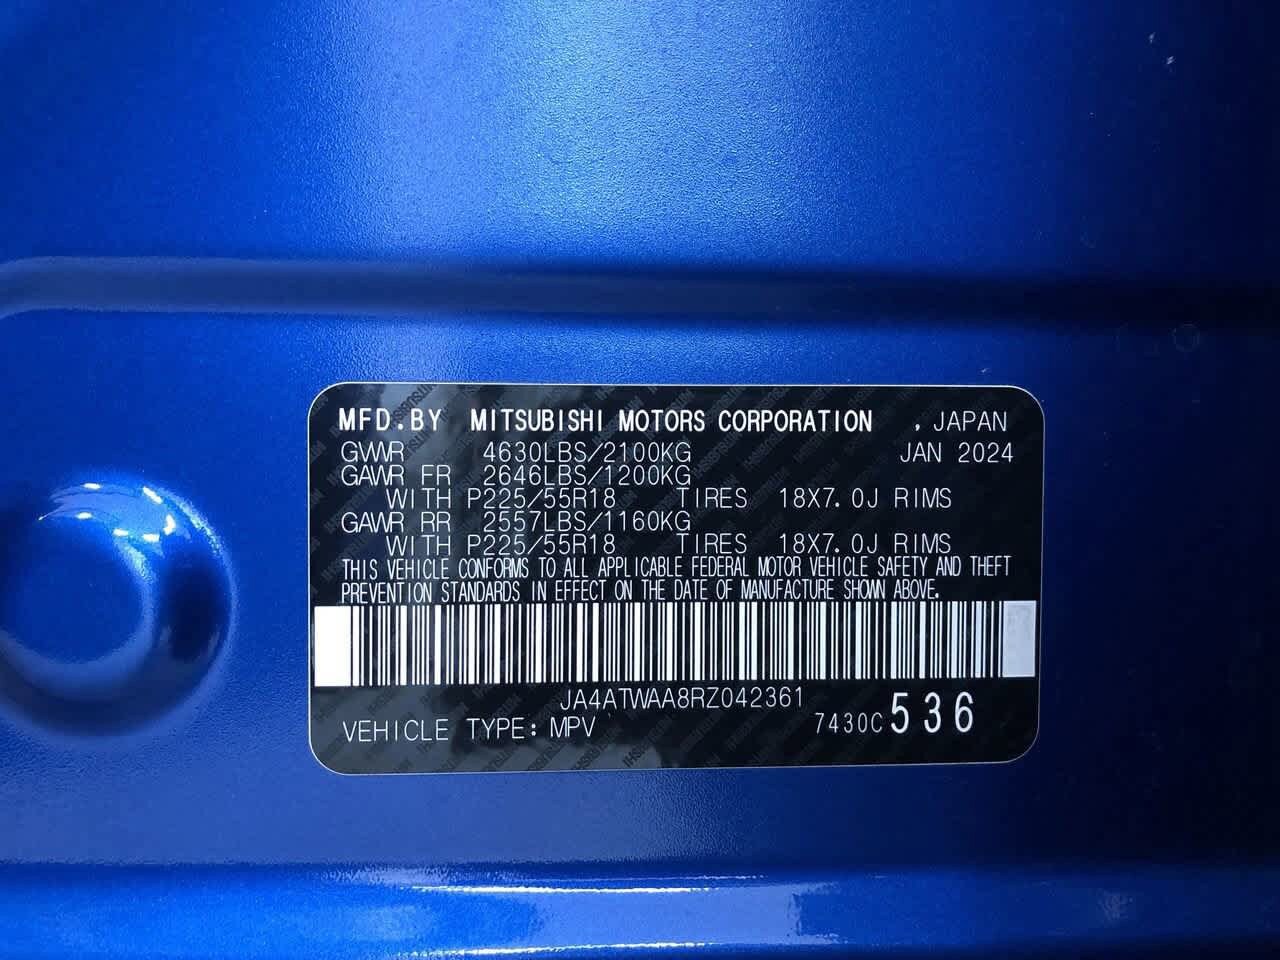 MFD.BY MITSUBISHI MOTORS CORPORATION , JAPAN
GVWR 4630LBS/2100KG JAN 2024
GAWR FR 2646LBS/1200KG
WITH P225/55R18 TIRES 18X7.0J RIMS
GAWR RR 2557LBS/1160KG
WITH P225/55R18 TIRES 18X7.0J RIMS
THIS VEHICLE CONFORMS TO ALL APPLICABLE FEDERAL MOTOR VEHICLE SAFETY AND THEFT
PREVENTION STANDARDS IN EFFECT ON THE DATE OF MANUFACTURE SHOWN ABOVE.
JA4ATWAA8RZ042361
VEHICLE TYPE: MPV 7430C 536